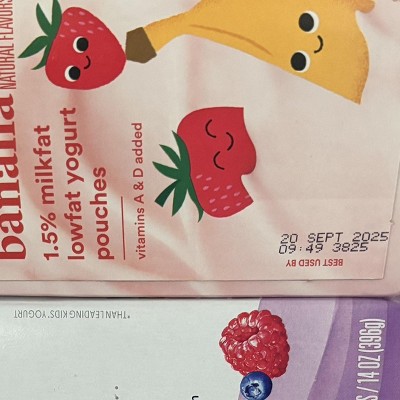 banana
NATURAL FLAVORS
1.5% milkfat
lowfat yogurt
pouches
vitamins A & D added
20 SEPT 2025
09:49 3825
BEST USED BY
*THAN LEADING KIDS' YOGURT
/ 14 OZ (396g)